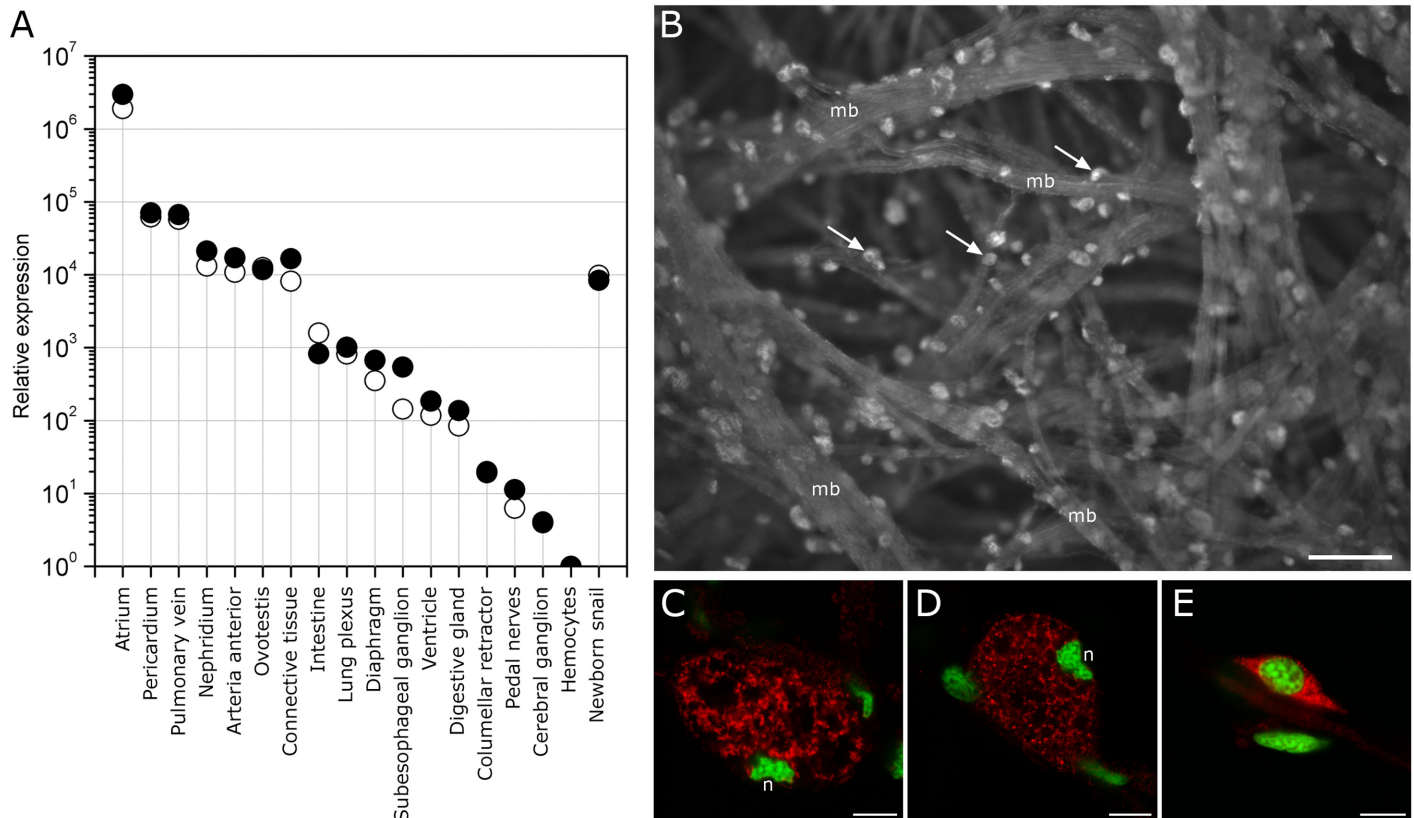 A
10^7
10^6
10^5
10^4
10^3
10^2
10^1
10^0
Relative expression
Atrium
Pericardium
Pulmonary vein
Nephridium
Arteria anterior
Ovotestis
Connective tissue
Intestine
Lung plexus
Diaphragm
Subesophageal ganglion
Ventricle
Digestive gland
Columellar retractor
Pedal nerves
Cerebral ganglion
Hemocytes
Newborn snail
B
mb
mb
mb
mb
C
n
D
n
E